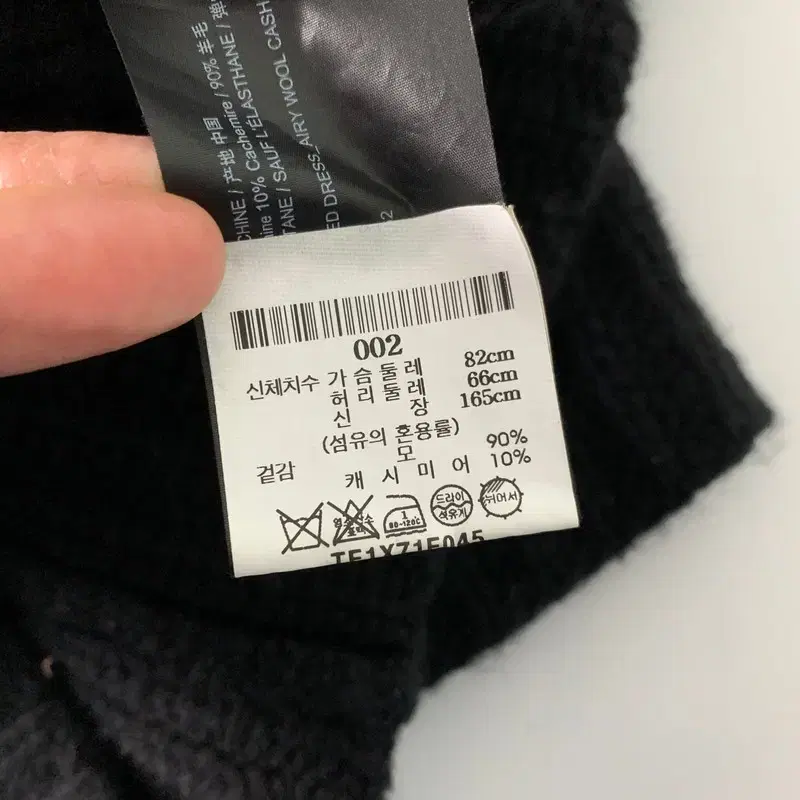 CHINE / 产地 中国
10% Cachemire / 90% 羊毛
TANE / SAUF L'ÉLASTHANE /
ED DRESS_AIRY WOOL CASH
002
신체치수 가슴둘레 82cm
허리둘레 66cm
신장 165cm
(섬유의 혼용률)
겉감 모 90%
캐시미어 10%
80~120℃
드라이
석유계
뉘어서
TE1X71E045